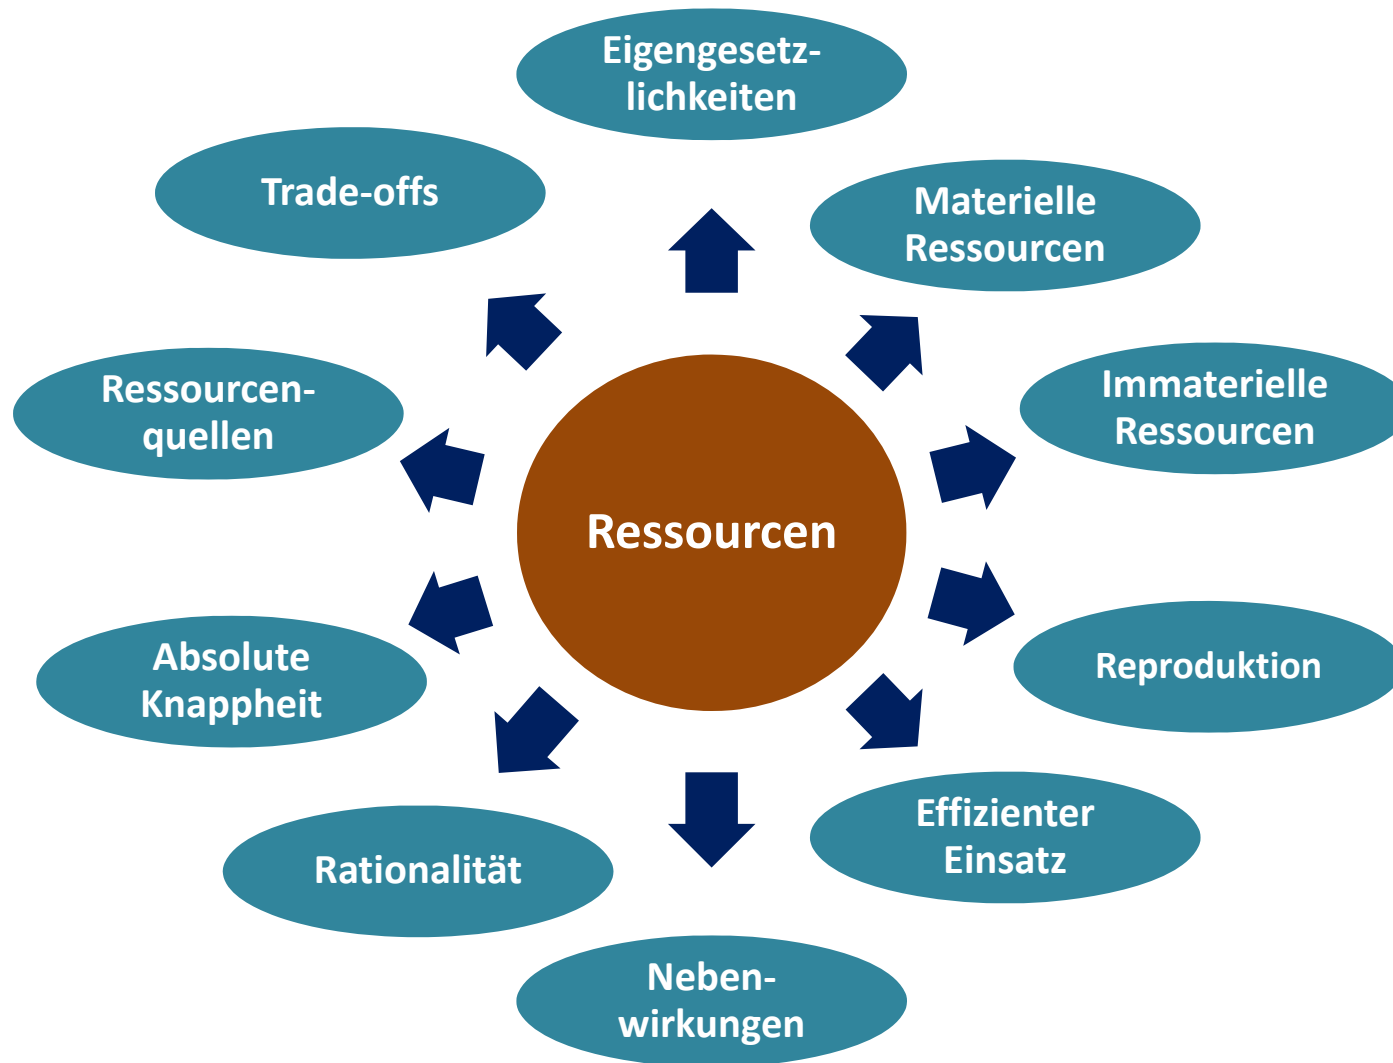 Eigengesetz-
lichkeiten
Trade-offs
Materielle
Ressourcen
Ressourcen-
quellen
Immaterielle
Ressourcen
Ressourcen
Absolute
Knappheit
Reproduktion
Rationalität
Effizienter
Einsatz
Neben-
wirkungen